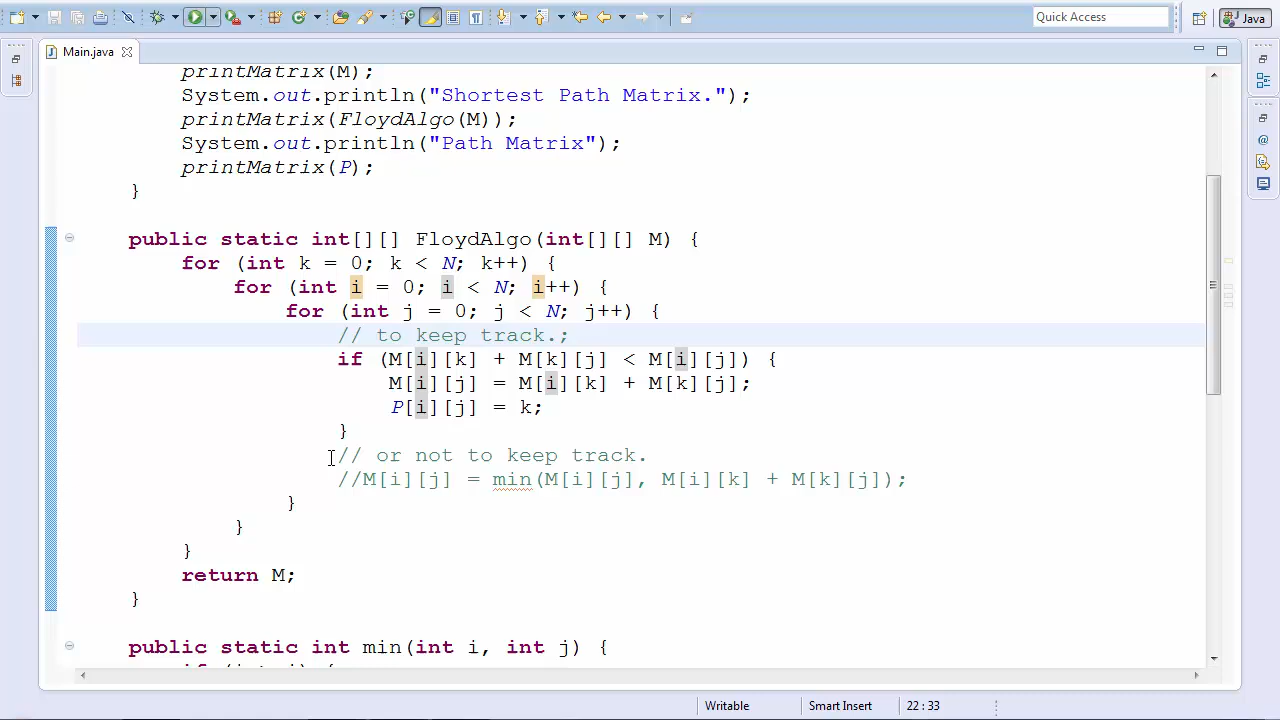 Quick Access
Java
Main.java
printMatrix(M);
System.out.println("Shortest Path Matrix.");
printMatrix(FloydAlgo(M));
System.out.println("Path Matrix");
printMatrix(P);
}
public static int[][] FloydAlgo(int[][] M) {
for (int k = 0; k < N; k++) {
for (int i = 0; i < N; i++) {
for (int j = 0; j < N; j++) {
// to keep track.;
if (M[i][k] + M[k][j] < M[i][j]) {
M[i][j] = M[i][k] + M[k][j];
P[i][j] = k;
}
// or not to keep track.
//M[i][j] = min(M[i][j], M[i][k] + M[k][j]);
}
}
}
return M;
}
public static int min(int i, int j) {
Writable
Smart Insert
22 : 33